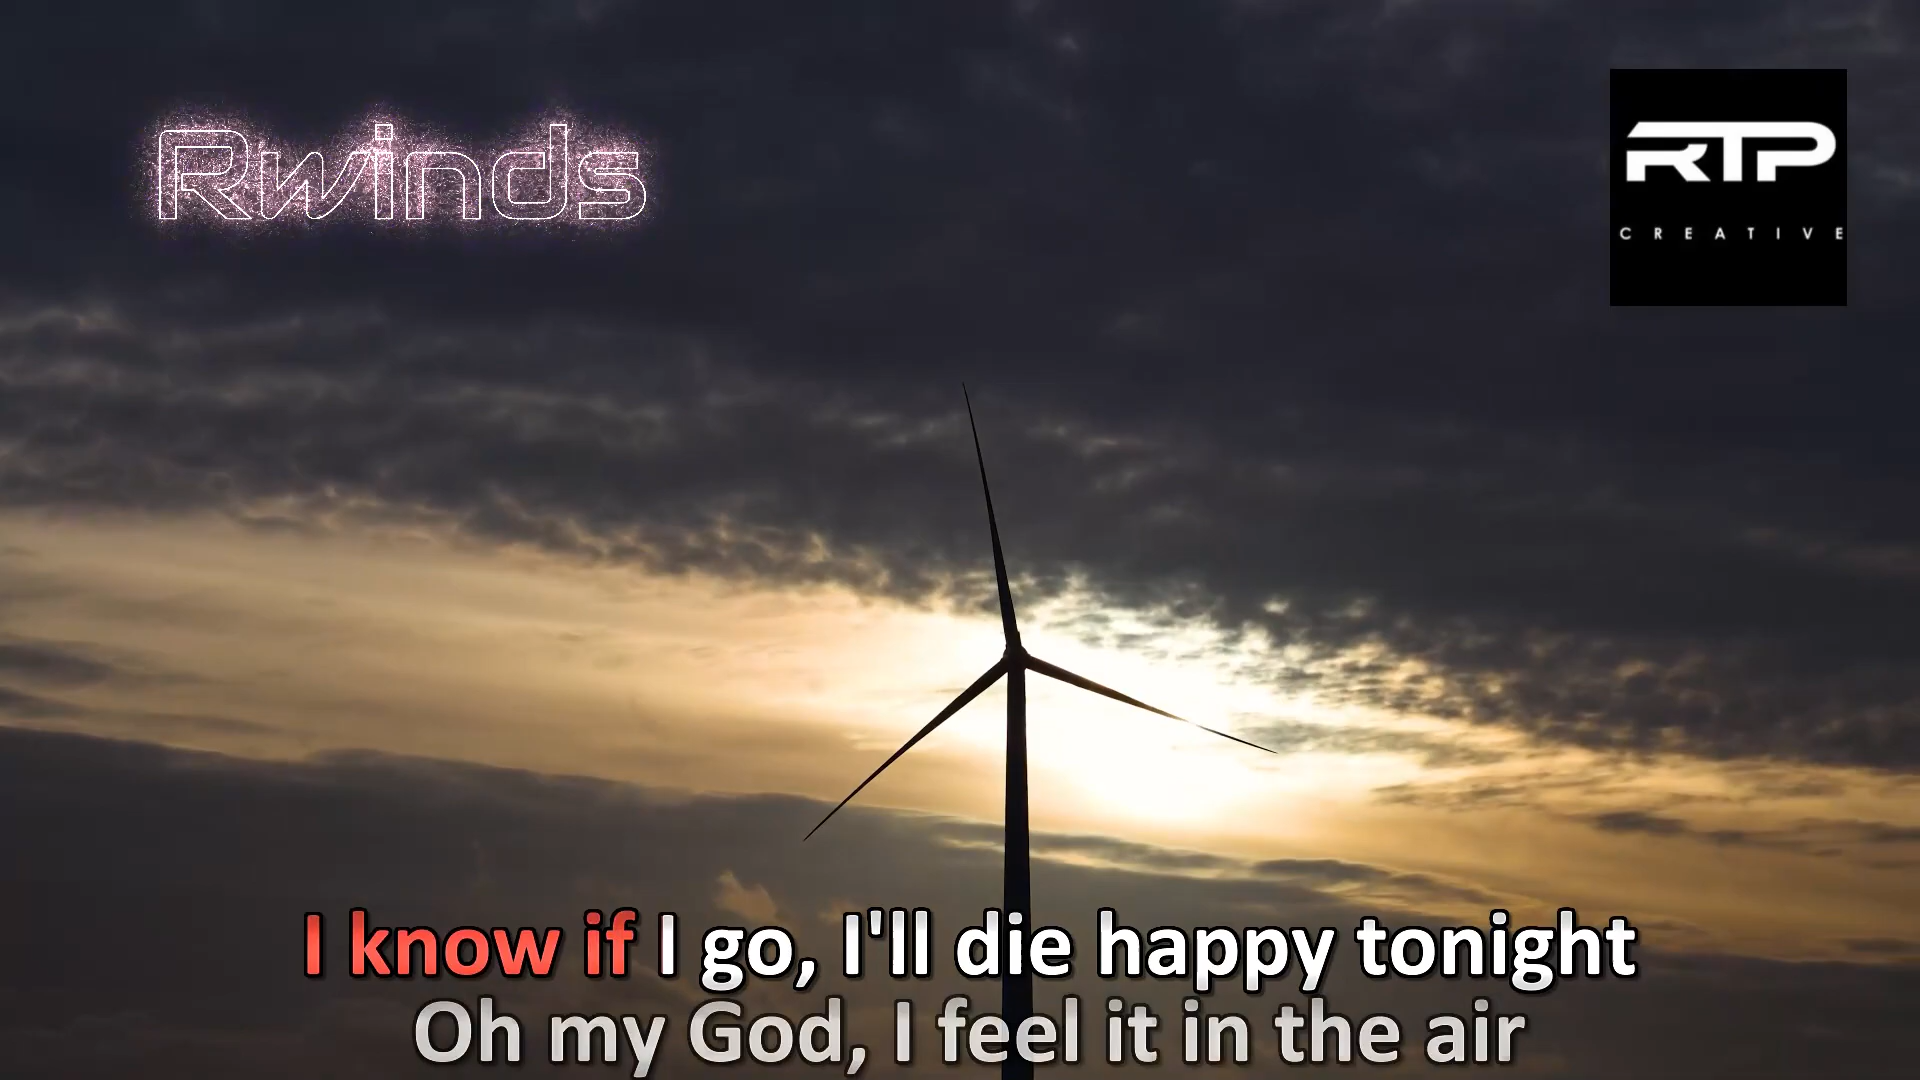 Rwinds
RTP
CREATIVE
I know if I go, I'll die happy tonight
Oh my God, I feel it in the air